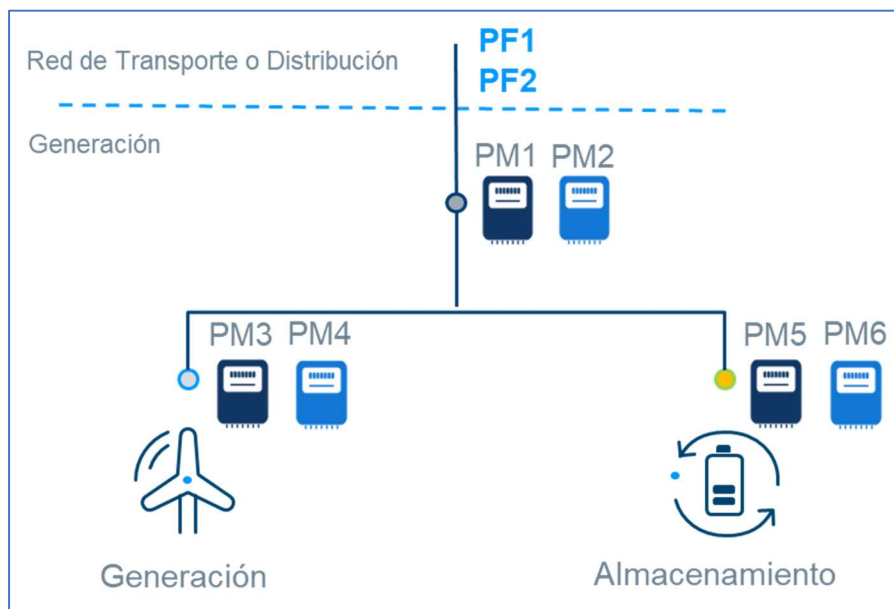 PF1
Red de Transporte o Distribución
PF2
Generación
PM1 PM2
PM3 PM4
PM5 PM6
Generación
Almacenamiento